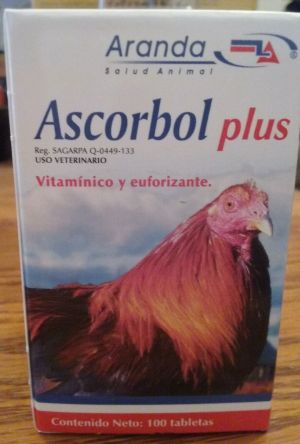 Aranda
Salud Animal
Ascorbol plus
Reg. SAGARPA Q-0449-133
USO VETERINARIO
Vitamínico y euforizante.
Contenido Neto: 100 tabletas